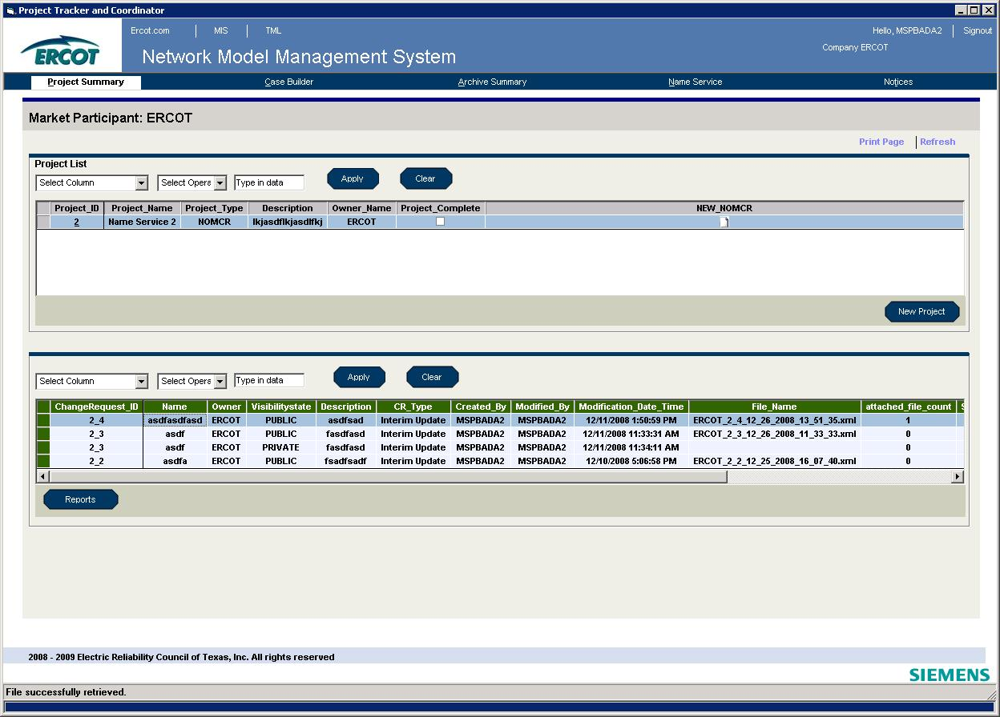 Project Tracker and Coordinator
Ercot.com MIS TML Hello, MSPBADA2 Signout
ERCOT
Company ERCOT
Network Model Management System
Project Summary Case Builder Archive Summary Name Service Notices
Market Participant: ERCOT
Print Page Refresh
Project List
Select Column Select Opera Type in data Apply Clear
Project_ID Project_Name Project_Type Description Owner_Name Project_Complete NEW_NOMCR
2 Name Service 2 NOMCR lkjasdflkjasdlfkj ERCOT
New Project
Select Column Select Opera Type in data Apply Clear
ChangeRequest_ID Name Owner Visibilitystate Description CR_Type Created_By Modified_By Modification_Date_Time File_Name attached_file_count S
2_4 asdfasdfasd ERCOT PUBLIC asdfsad Interim Update MSPBADA2 MSPBADA2 12/11/2008 1:50:59 PM ERCOT_2_4_12_26_2008_13_51_35.xml 1
2_3 asdf ERCOT PUBLIC fasdfasd Interim Update MSPBADA2 MSPBADA2 12/11/2008 11:33:31 AM ERCOT_2_3_12_26_2008_11_33_33.xml 0
2_3 asdf ERCOT PRIVATE fasdfasd Interim Update MSPBADA2 MSPBADA2 12/11/2008 11:34:11 AM 0
2_2 asdfa ERCOT PUBLIC fsadfsadf Interim Update MSPBADA2 MSPBADA2 12/10/2008 5:06:58 PM ERCOT_2_2_12_25_2008_16_07_40.xml 0
Reports
2008 - 2009 Electric Reliability Council of Texas, Inc. All rights reserved
SIEMENS
File successfully retrieved.